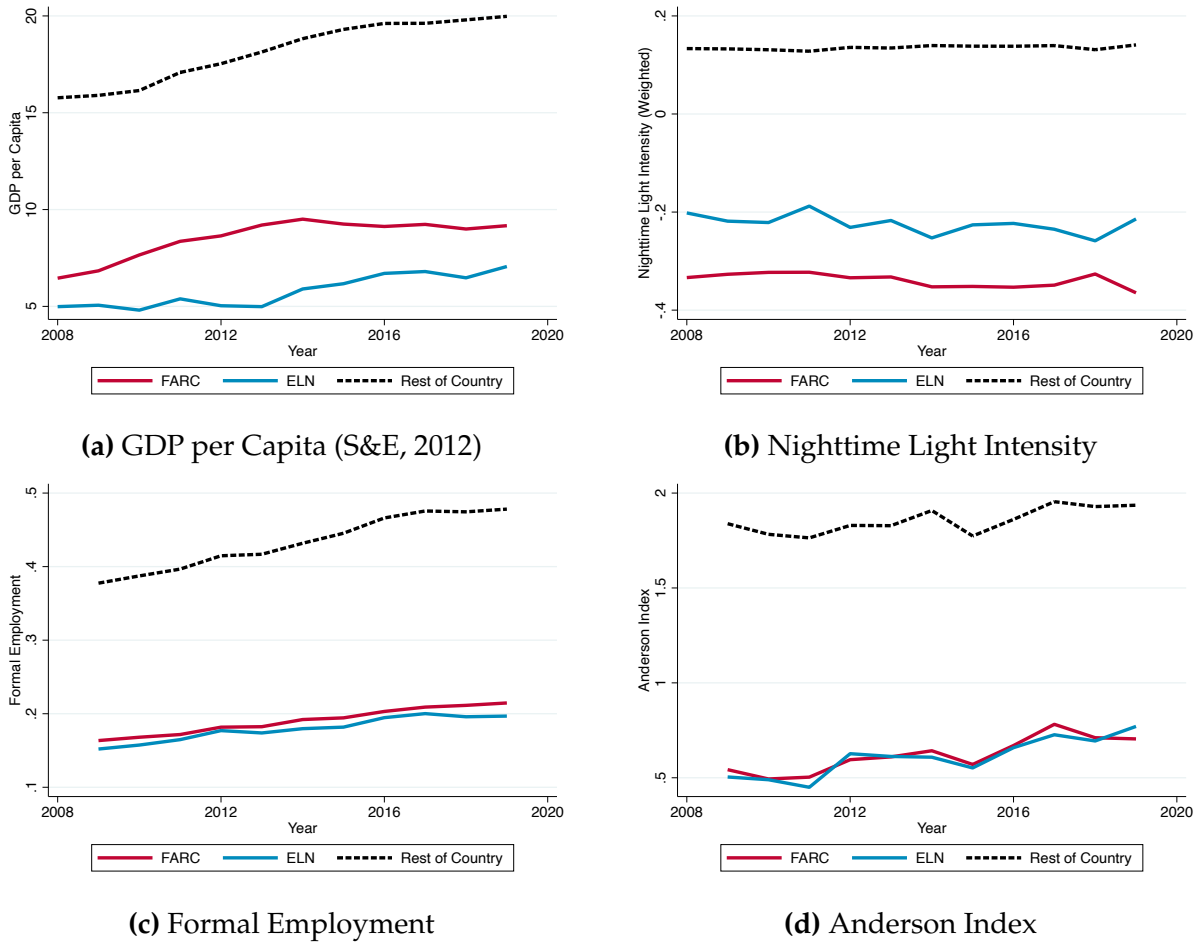 GDP per Capita
20
15
10
5
2008 2012 2016 2020
Year
FARC ELN Rest of Country
(a) GDP per Capita (S&E, 2012)
Nighttime Light Intensity (Weighted)
.2
0
-.2
-.4
2008 2012 2016 2020
Year
FARC ELN Rest of Country
(b) Nighttime Light Intensity
Formal Employment
.5
.4
.3
.2
.1
2008 2012 2016 2020
Year
FARC ELN Rest of Country
(c) Formal Employment
Anderson Index
2
1.5
1
.5
2008 2012 2016 2020
Year
FARC ELN Rest of Country
(d) Anderson Index